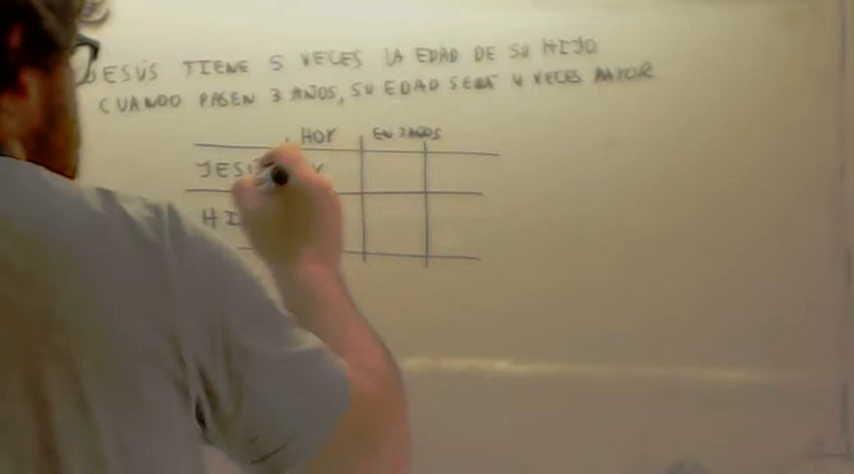 JESÚS TIENE 5 VECES LA EDAD DE SU HIJO
CUANDO PASEN 3 AÑOS, SU EDAD SERÁ 4 VECES MAYOR
HOY EN 3 AÑOS